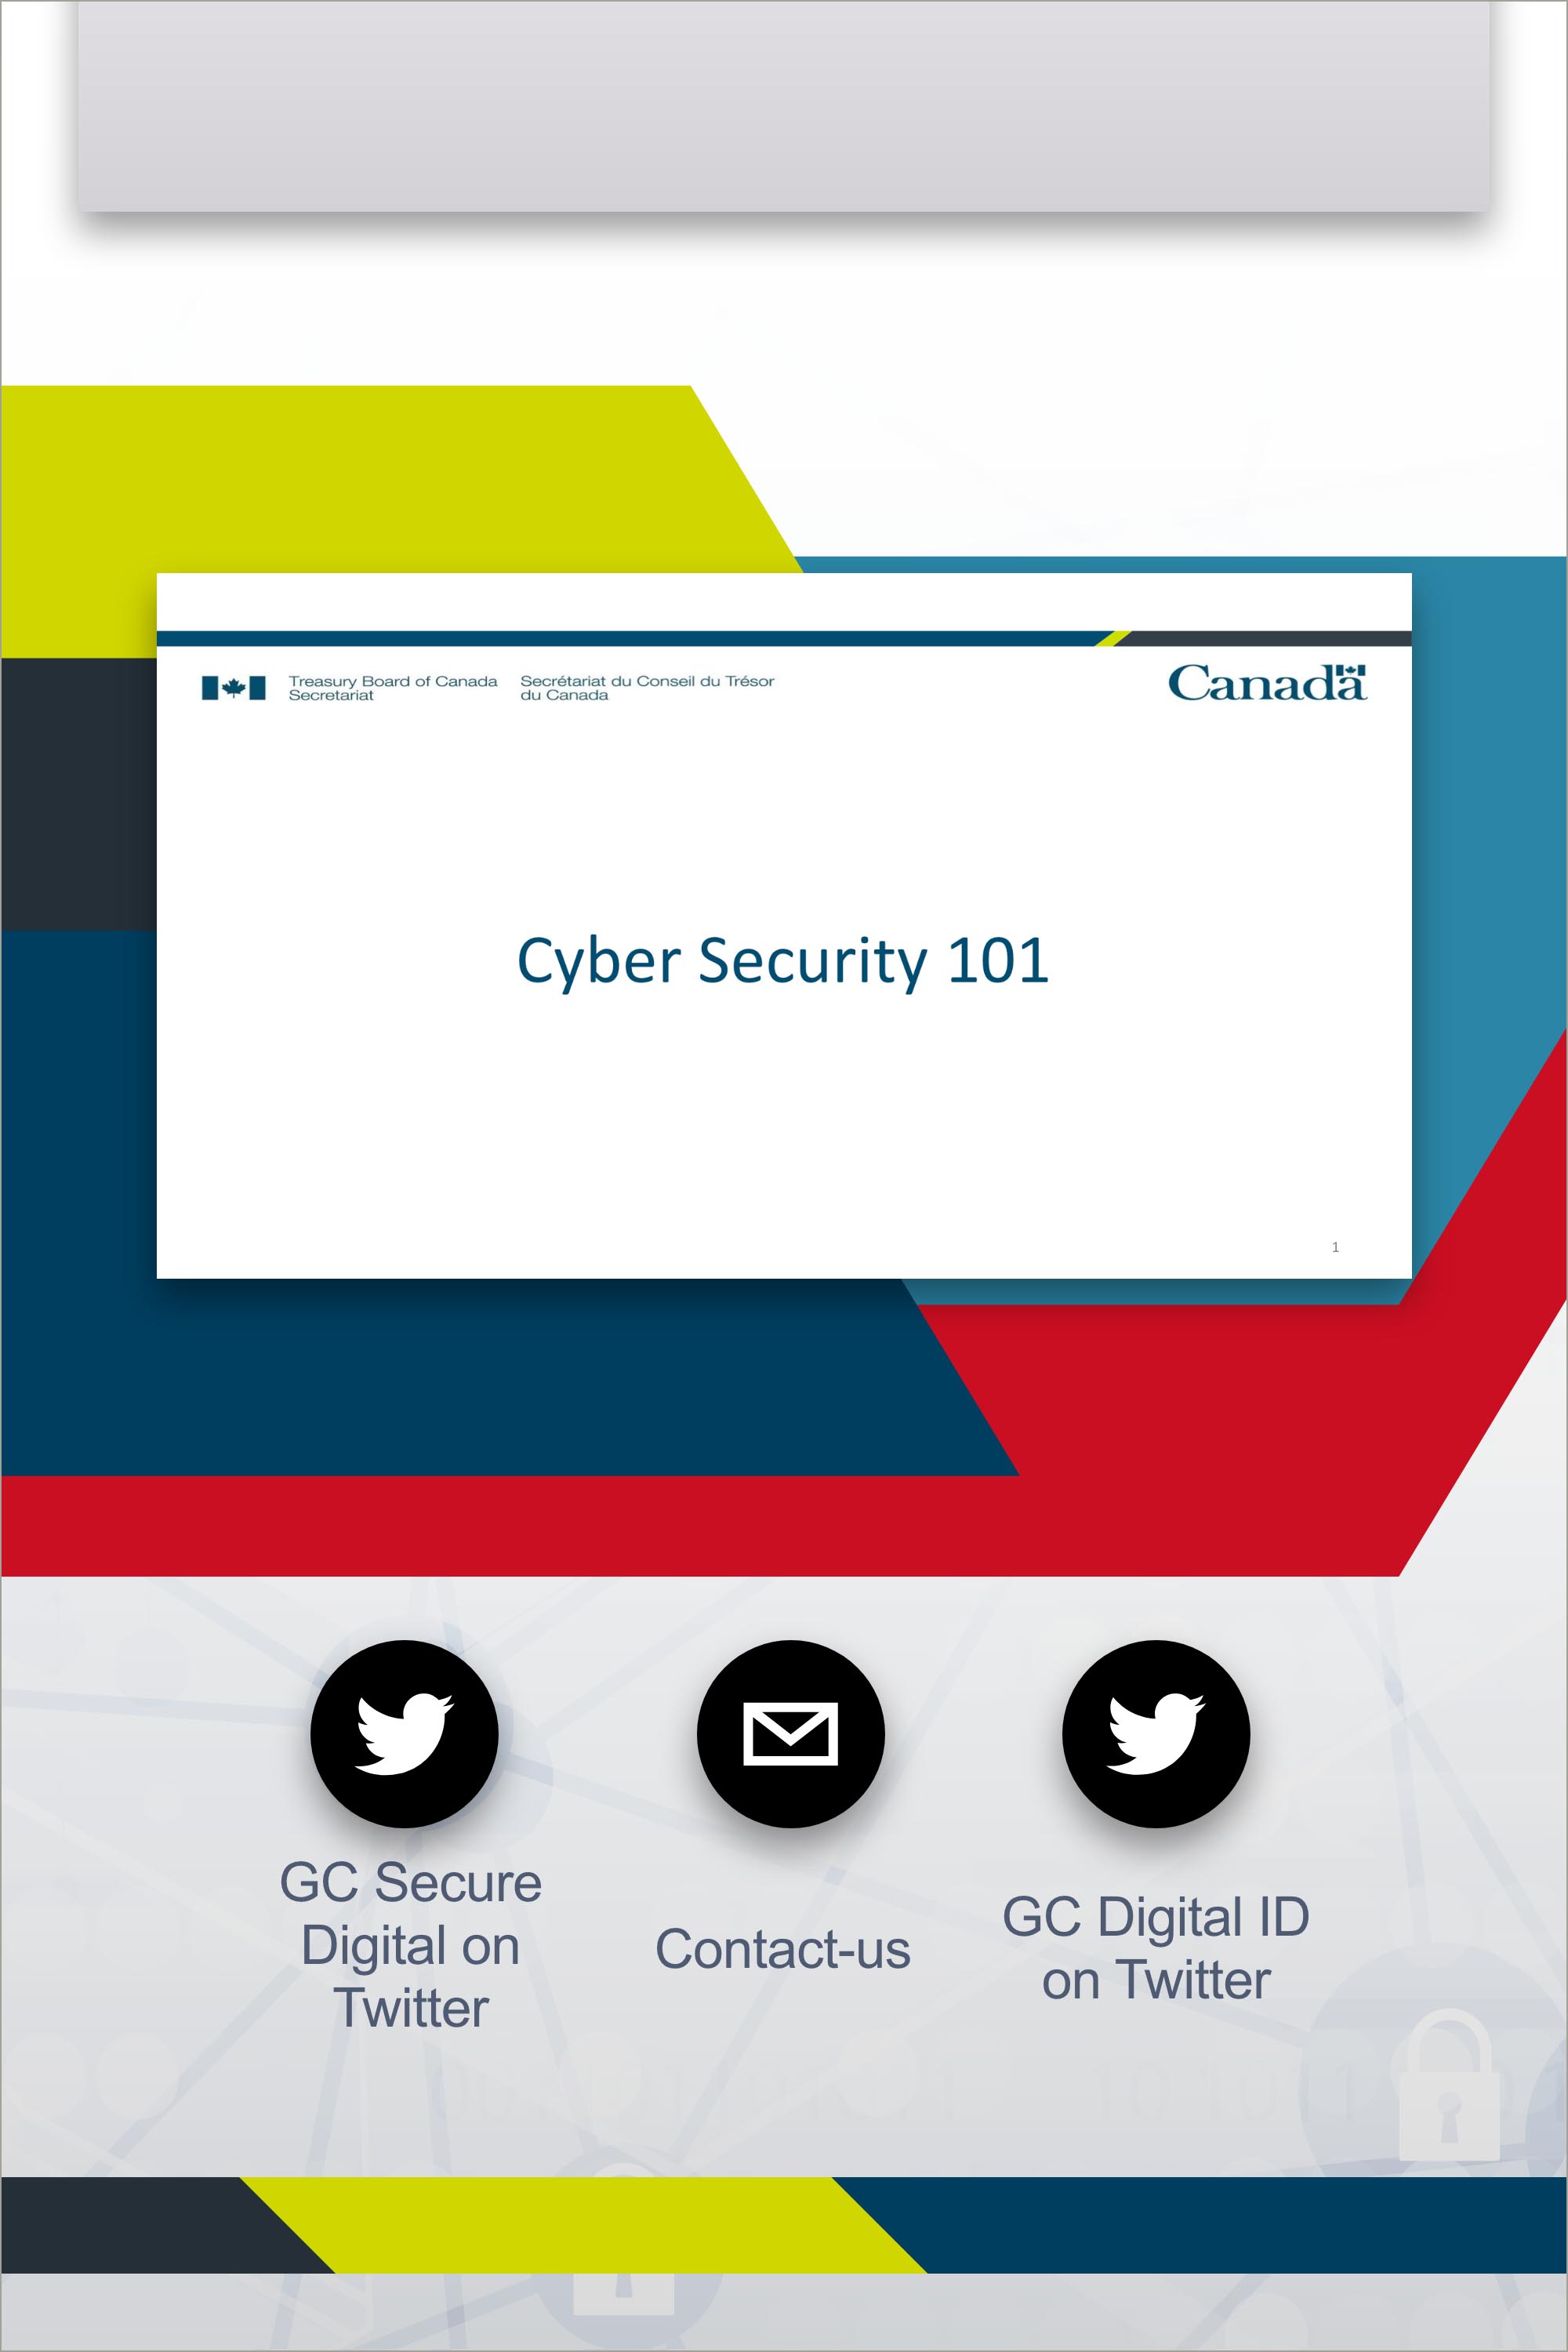 Treasury Board of Canada
Secretariat
Secrétariat du Conseil du Trésor
du Canada
Canada
Cyber Security 101
1
GC Secure
Digital on
Twitter
Contact-us
GC Digital ID
on Twitter